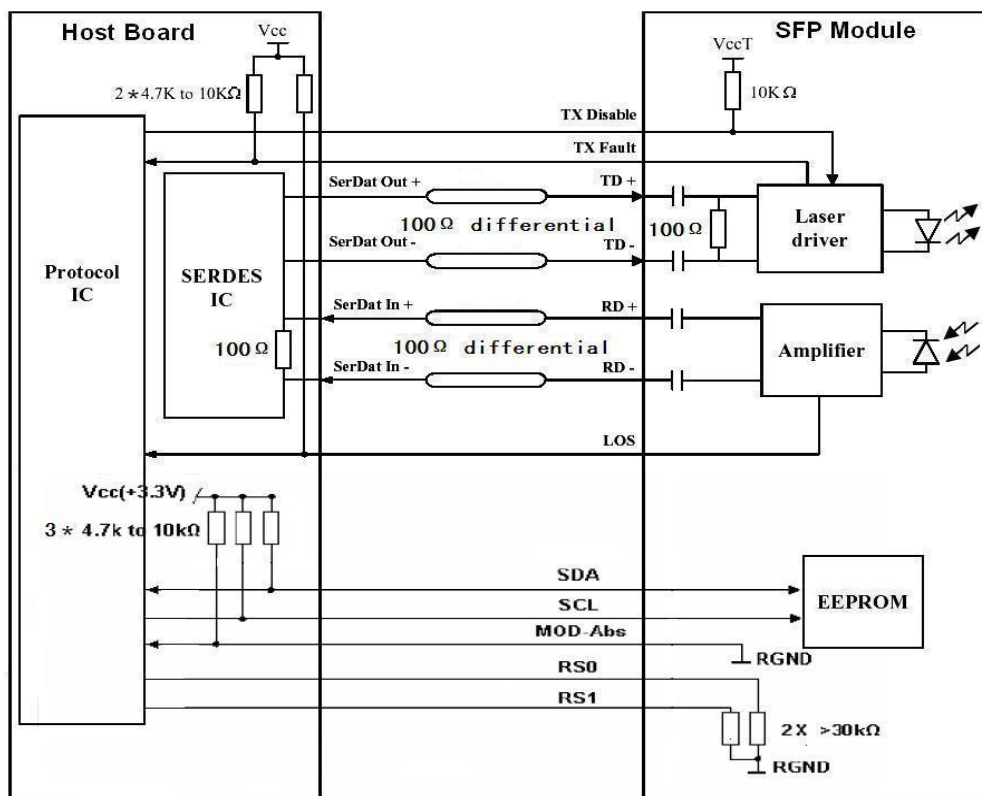 Host Board
SFP Module
Vcc
VccT
2*4.7K to 10KΩ
10KΩ
TX Disable
TX Fault
SerDat Out +
TD +
100Ω differential
100Ω
Laser
driver
SerDat Out -
TD -
Protocol
IC
SERDES
IC
SerDat In +
RD +
100Ω
100Ω differential
Amplifier
SerDat In -
RD -
LOS
Vcc(+3.3V)
3 * 4.7k to 10kΩ
SDA
EEPROM
SCL
MOD-Abs
RGND
RS0
RS1
2X >30kΩ
RGND